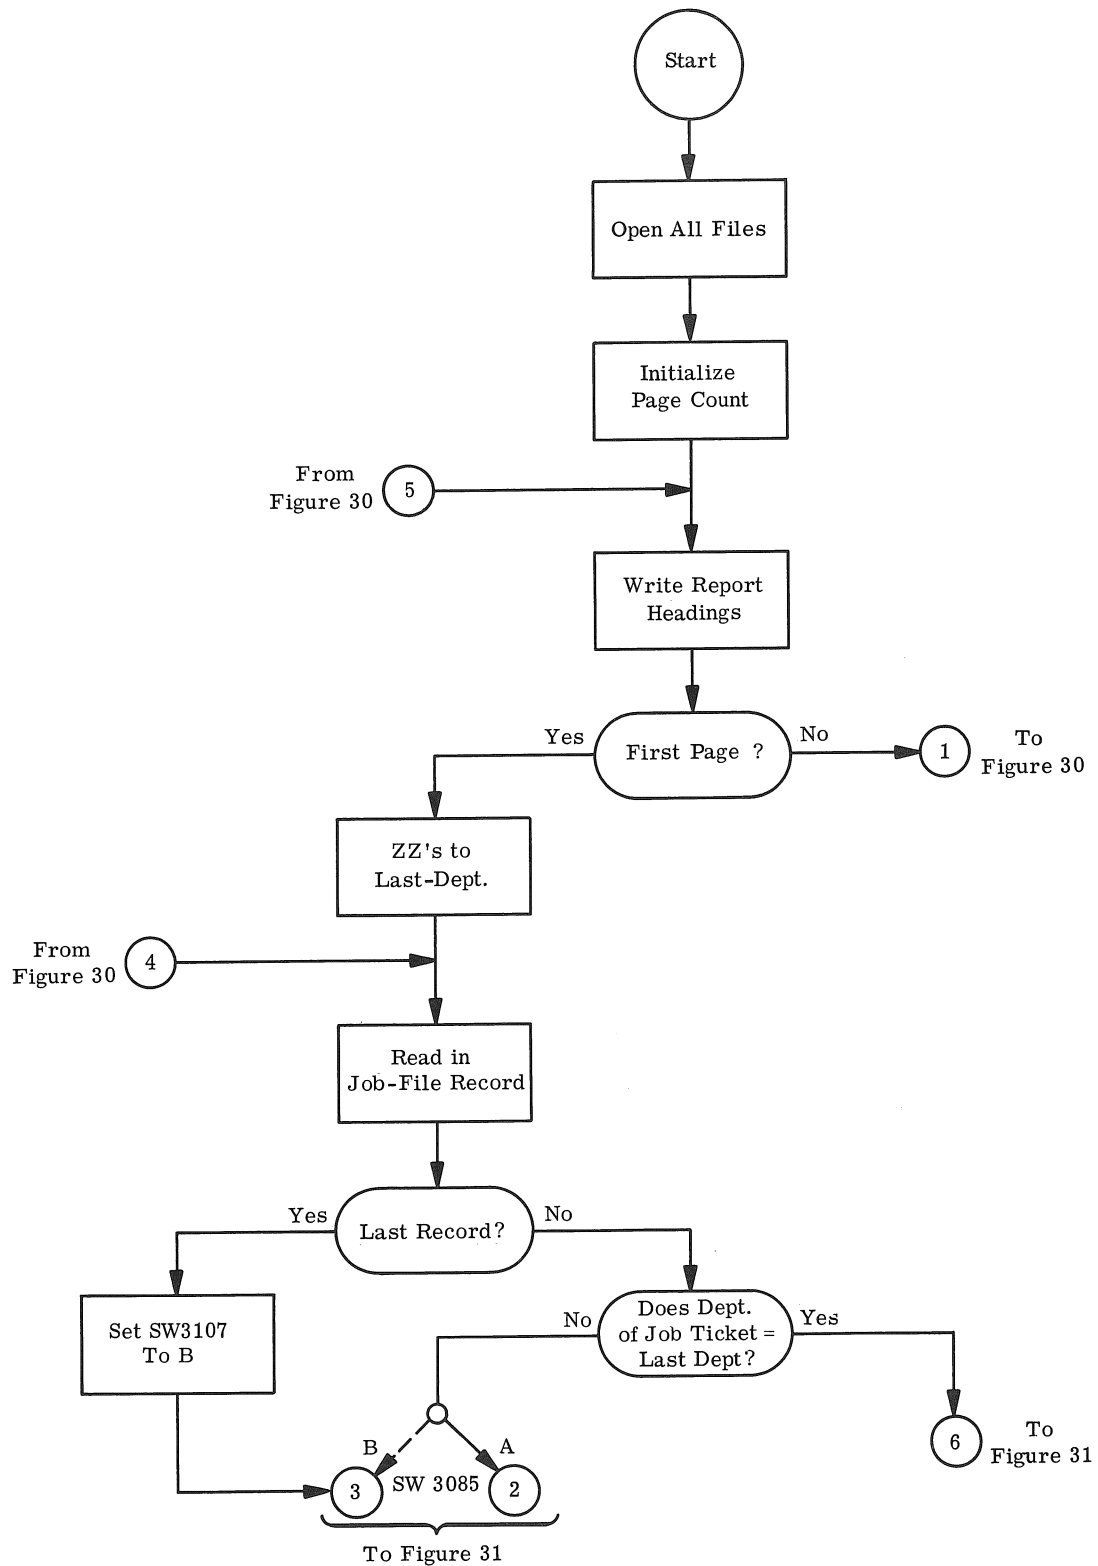 Start
Open All Files
Initialize
Page Count
From
Figure 30
5
Write Report
Headings
First Page ?
Yes
No
1
To
Figure 30
ZZ's to
Last-Dept.
From
Figure 30
4
Read in
Job-File Record
Last Record?
Yes
No
Set SW3107
To B
Does Dept.
of Job Ticket =
Last Dept?
No
Yes
6
To
Figure 31
B
A
3
SW 3085
2
To Figure 31